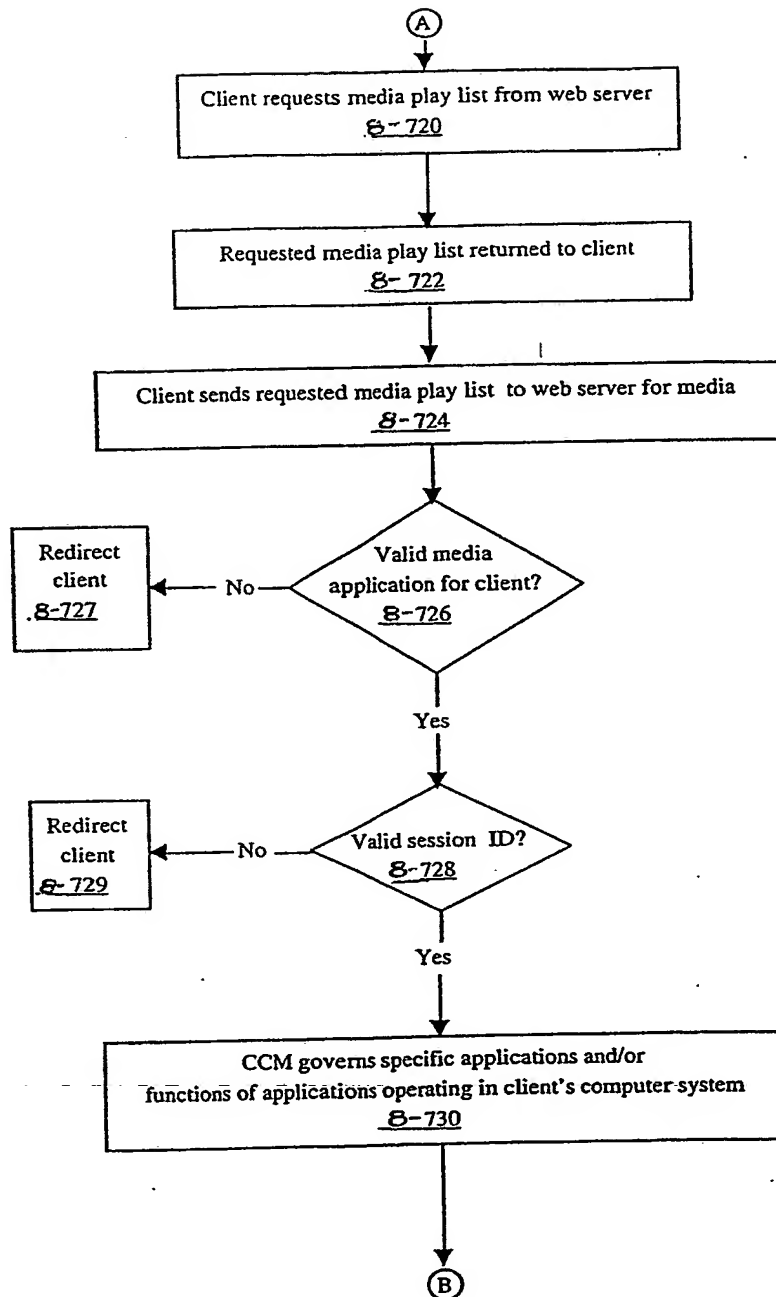 A
Client requests media play list from web server
8-720
Requested media play list returned to client
8-722
Client sends requested media play list to web server for media
8-724
Valid media
application for client?
8-726
No
Redirect
client
8-727
Yes
Valid session ID?
8-728
No
Redirect
client
8-729
Yes
CCM governs specific applications and/or
functions of applications operating in client's computer system
8-730
B